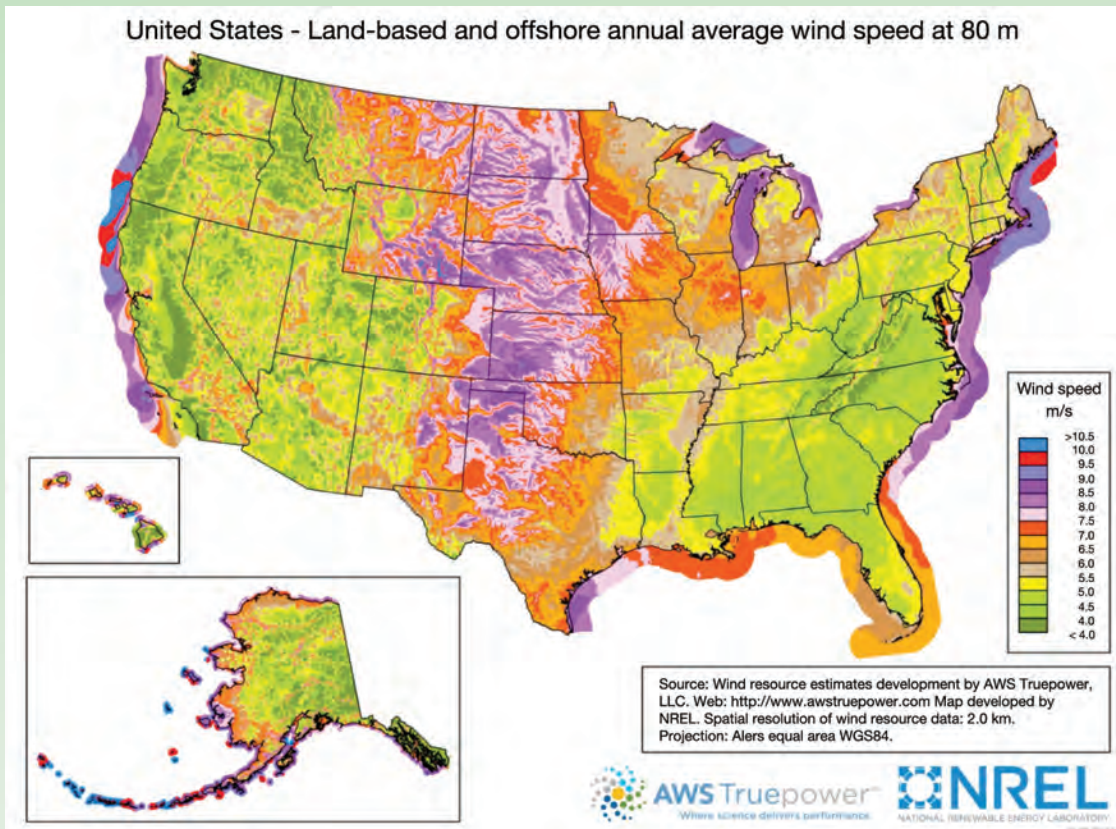 United States - Land-based and offshore annual average wind speed at 80 m
Wind speed
m/s
>10.5
10.0
9.5
9.0
8.5
8.0
7.5
7.0
6.5
6.0
5.5
5.0
4.5
4.0
< 4.0
Source: Wind resource estimates development by AWS Truepower,
LLC. Web: http://www.awstruepower.com Map developed by
NREL. Spatial resolution of wind resource data: 2.0 km.
Projection: Alers equal area WGS84.
AWS Truepower
Where science delivers performance.
NREL
NATIONAL RENEWABLE ENERGY LABORATORY